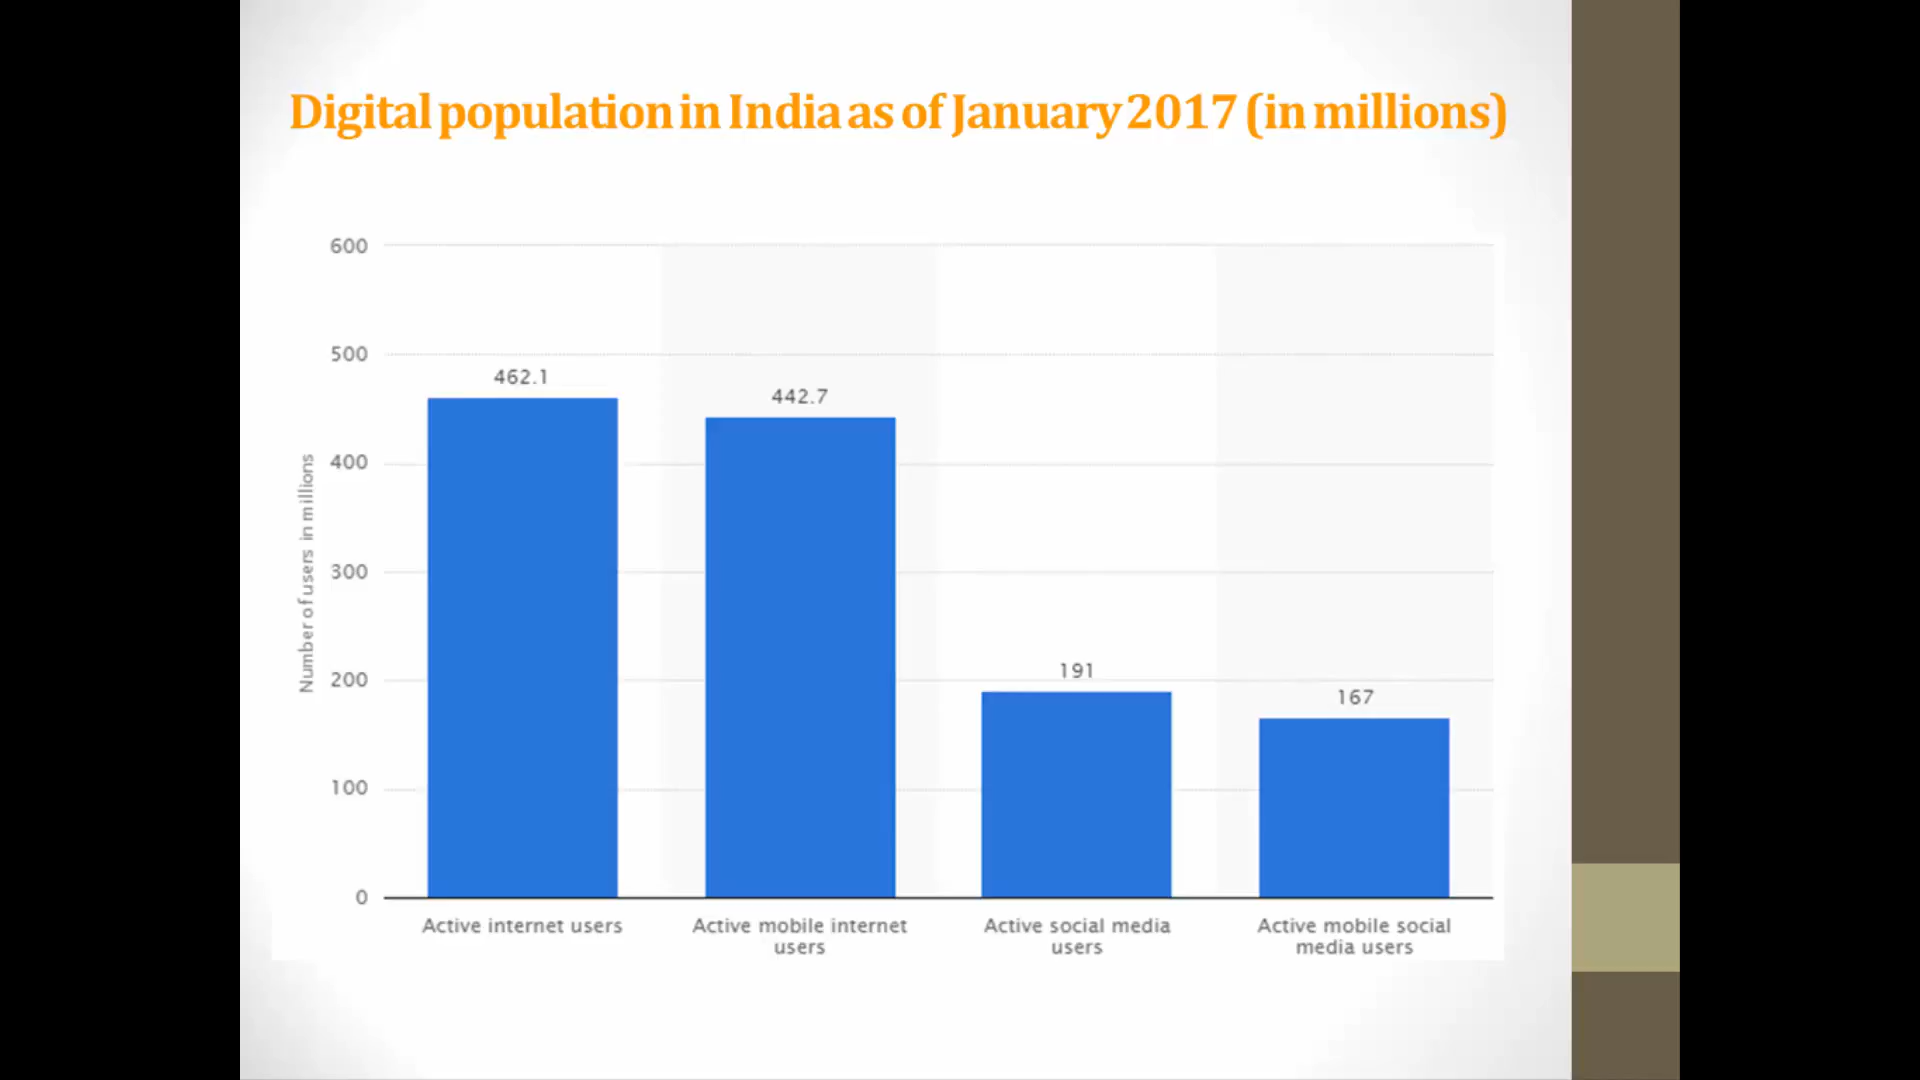 Digital population in India as of January 2017 (in millions)
Number of users in millions
600
500
400
300
200
100
0
462.1
442.7
191
167
Active internet users
Active mobile internet
users
Active social media
users
Active mobile social
media users